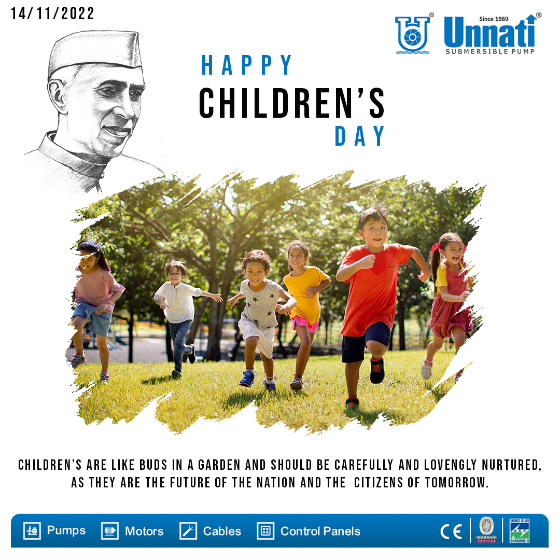 14/11/2022
Since 1969
Unnati
SUBMERSIBLE PUMP
HAPPY
CHILDREN'S
DAY
CHILDREN'S ARE LIKE BUDS IN A GARDEN AND SHOULD BE CAREFULLY AND LOVENGLY NURTURED,
AS THEY ARE THE FUTURE OF THE NATION AND THE CITIZENS OF TOMORROW.
Pumps Motors Cables Control Panels
CE